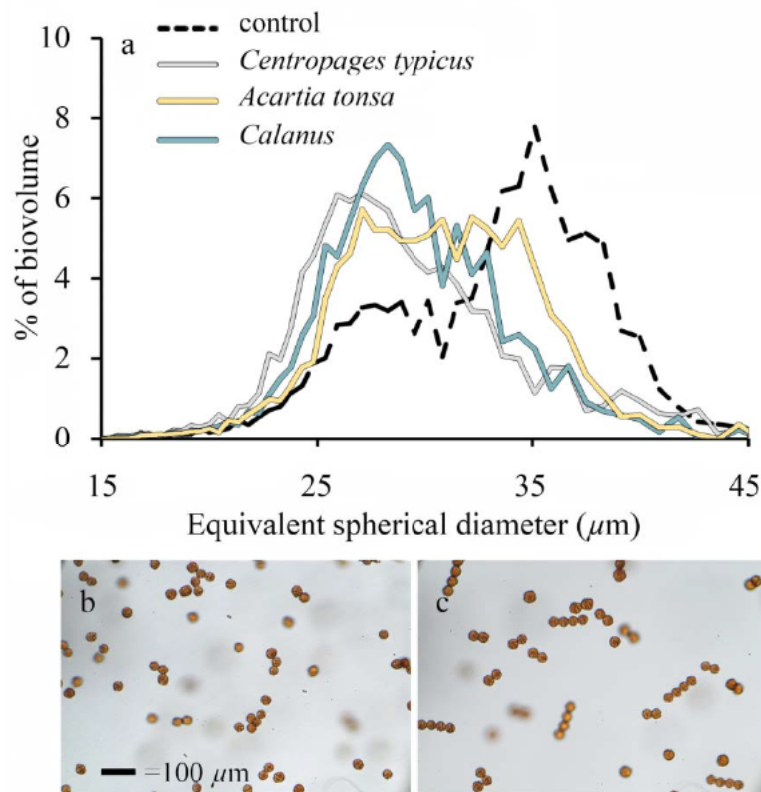 control
a
Centropages typicus
Acartia tonsa
Calanus
10
8
6
4
2
0
% of biovolume
15 25 35 45
Equivalent spherical diameter (µm)
b
c
=100 µm